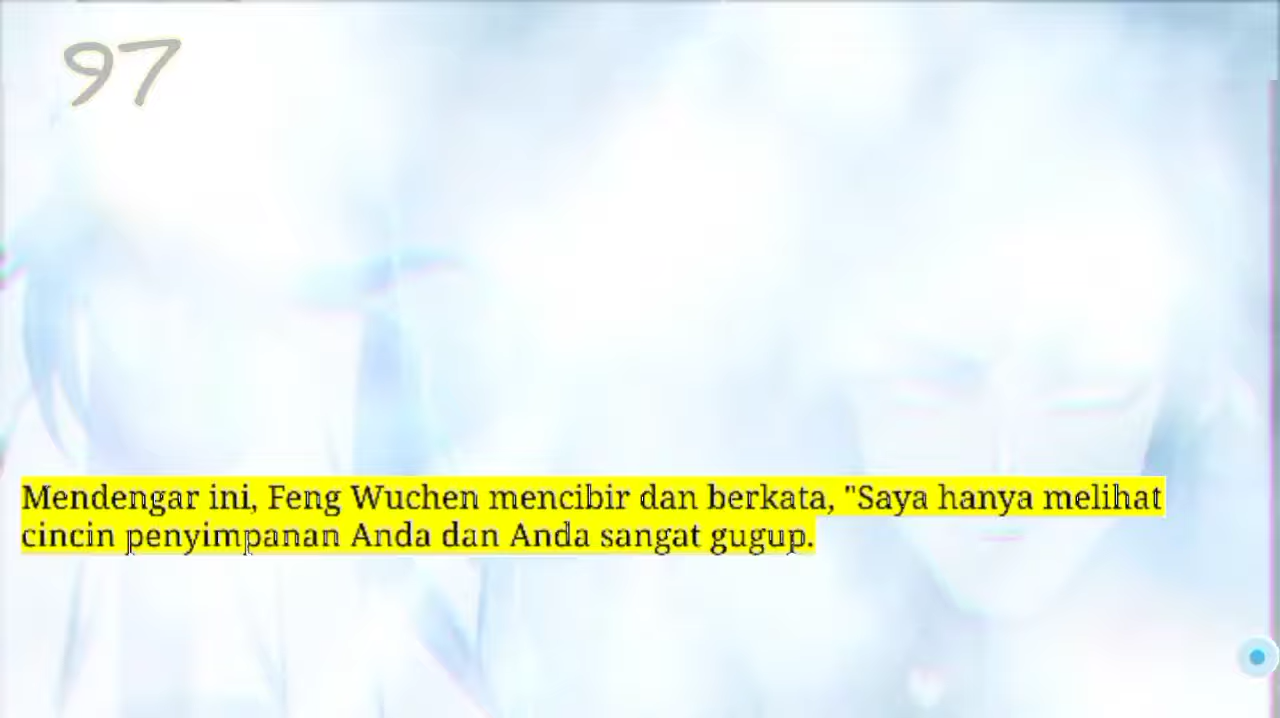 97
Mendengar ini, Feng Wuchen mencibir dan berkata, "Saya hanya melihat
cincin penyimpanan Anda dan Anda sangat gugup.